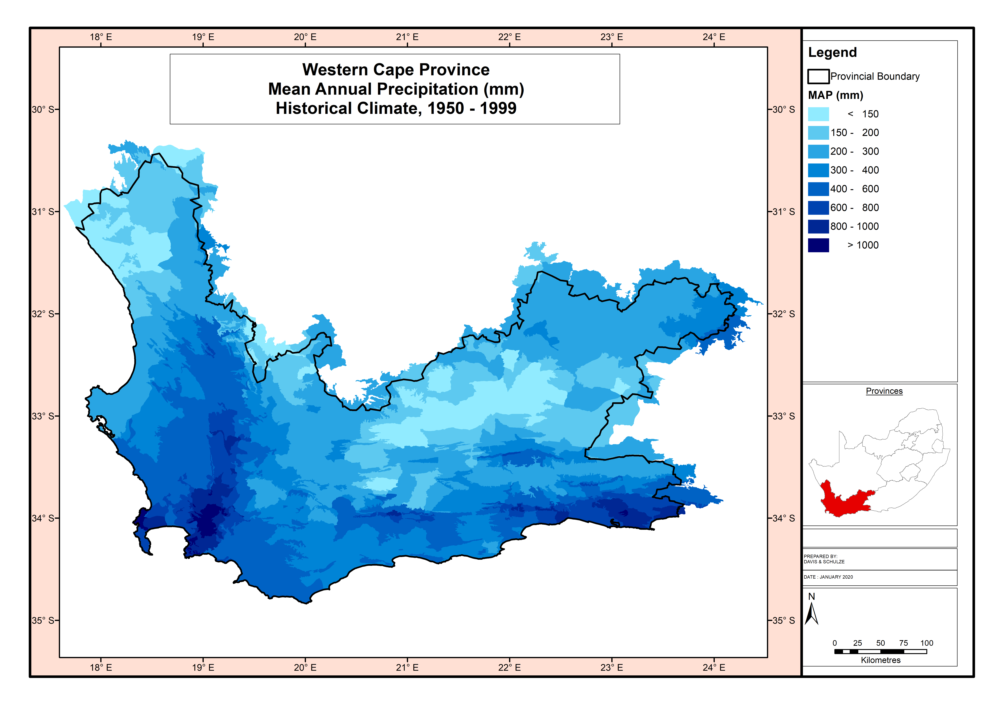 18° E 19° E 20° E 21° E 22° E 23° E 24° E
Western Cape Province
Mean Annual Precipitation (mm)
Historical Climate, 1950 - 1999
30° S 30° S
31° S 31° S
32° S 32° S
33° S 33° S
34° S 34° S
35° S 35° S
18° E 19° E 20° E 21° E 22° E 23° E 24° E
Legend
Provincial Boundary
MAP (mm)
< 150
150 - 200
200 - 300
300 - 400
400 - 600
600 - 800
800 - 1000
> 1000
Provinces
PREPARED BY:
DAVIS & SCHULZE
DATE : JANUARY 2020
N
0 25 50 75 100
Kilometres